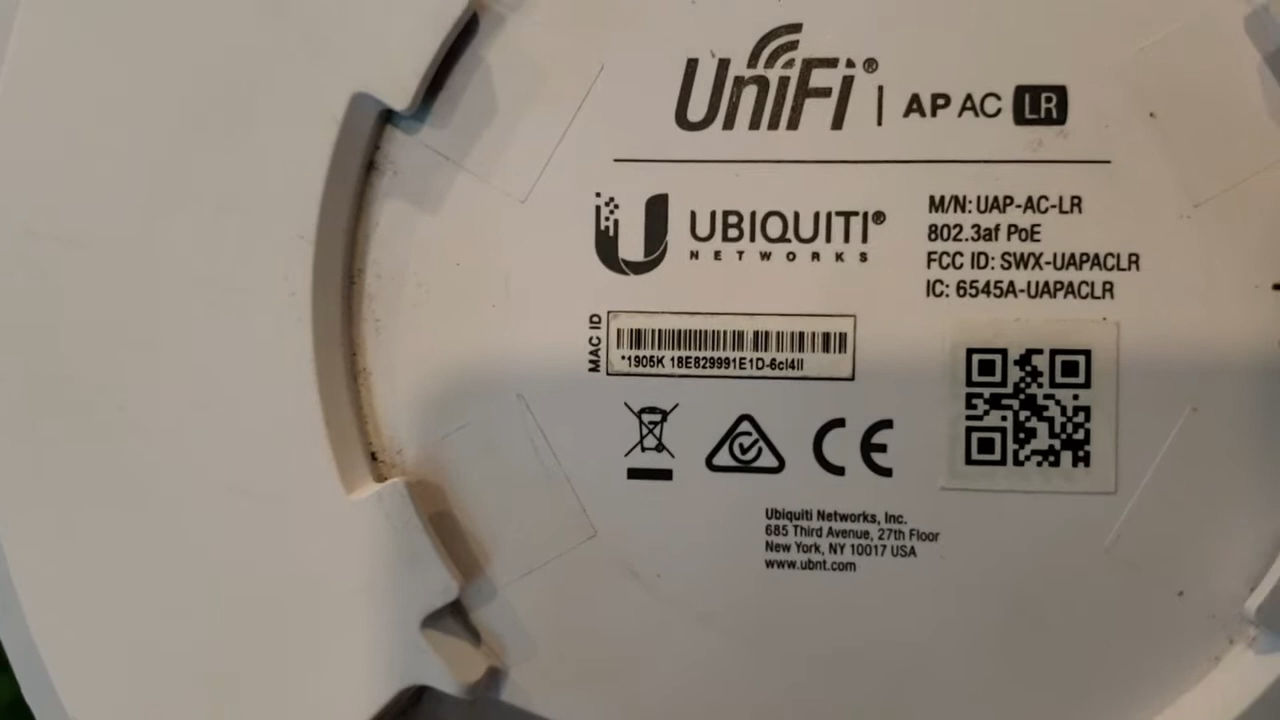 UniFi® | AP AC LR
UBIQUITI®
NETWORKS
M/N: UAP-AC-LR
802.3af PoE
FCC ID: SWX-UAPACLR
IC: 6545A-UAPACLR
MAC ID
*1905K 18E829991E1D-6cI4II
CE
Ubiquiti Networks, Inc.
685 Third Avenue, 27th Floor
New York, NY 10017 USA
www.ubnt.com